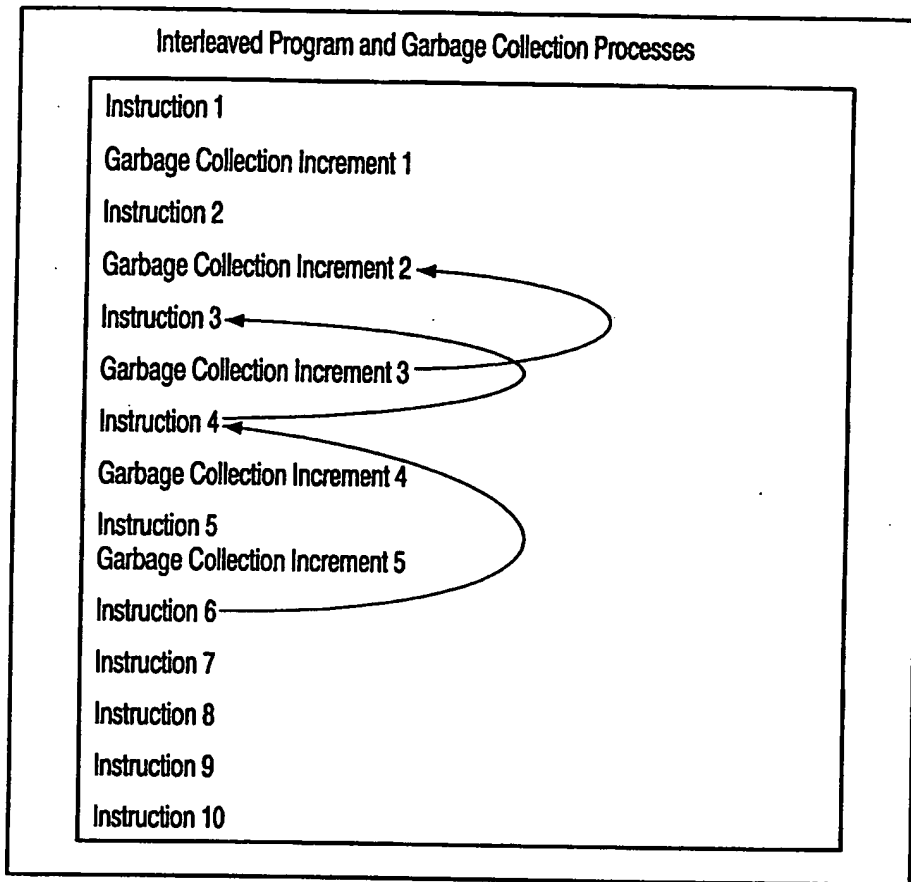 Interleaved Program and Garbage Collection Processes
Instruction 1
Garbage Collection Increment 1
Instruction 2
Garbage Collection Increment 2
Instruction 3
Garbage Collection Increment 3
Instruction 4
Garbage Collection Increment 4
Instruction 5
Garbage Collection Increment 5
Instruction 6
Instruction 7
Instruction 8
Instruction 9
Instruction 10